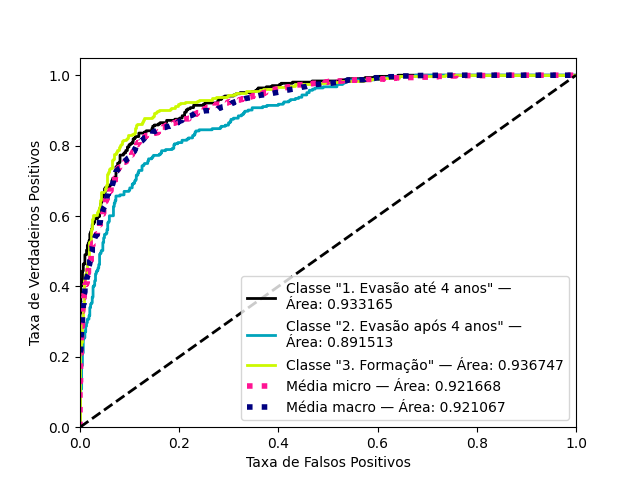 1.0
0.8
0.6
0.4
0.2
0.0
Taxa de Verdadeiros Positivos
Classe "1. Evasão até 4 anos" —
Área: 0.933165
Classe "2. Evasão após 4 anos" —
Área: 0.891513
Classe "3. Formação" — Área: 0.936747
Média micro — Área: 0.921668
Média macro — Área: 0.921067
0.0 0.2 0.4 0.6 0.8 1.0
Taxa de Falsos Positivos